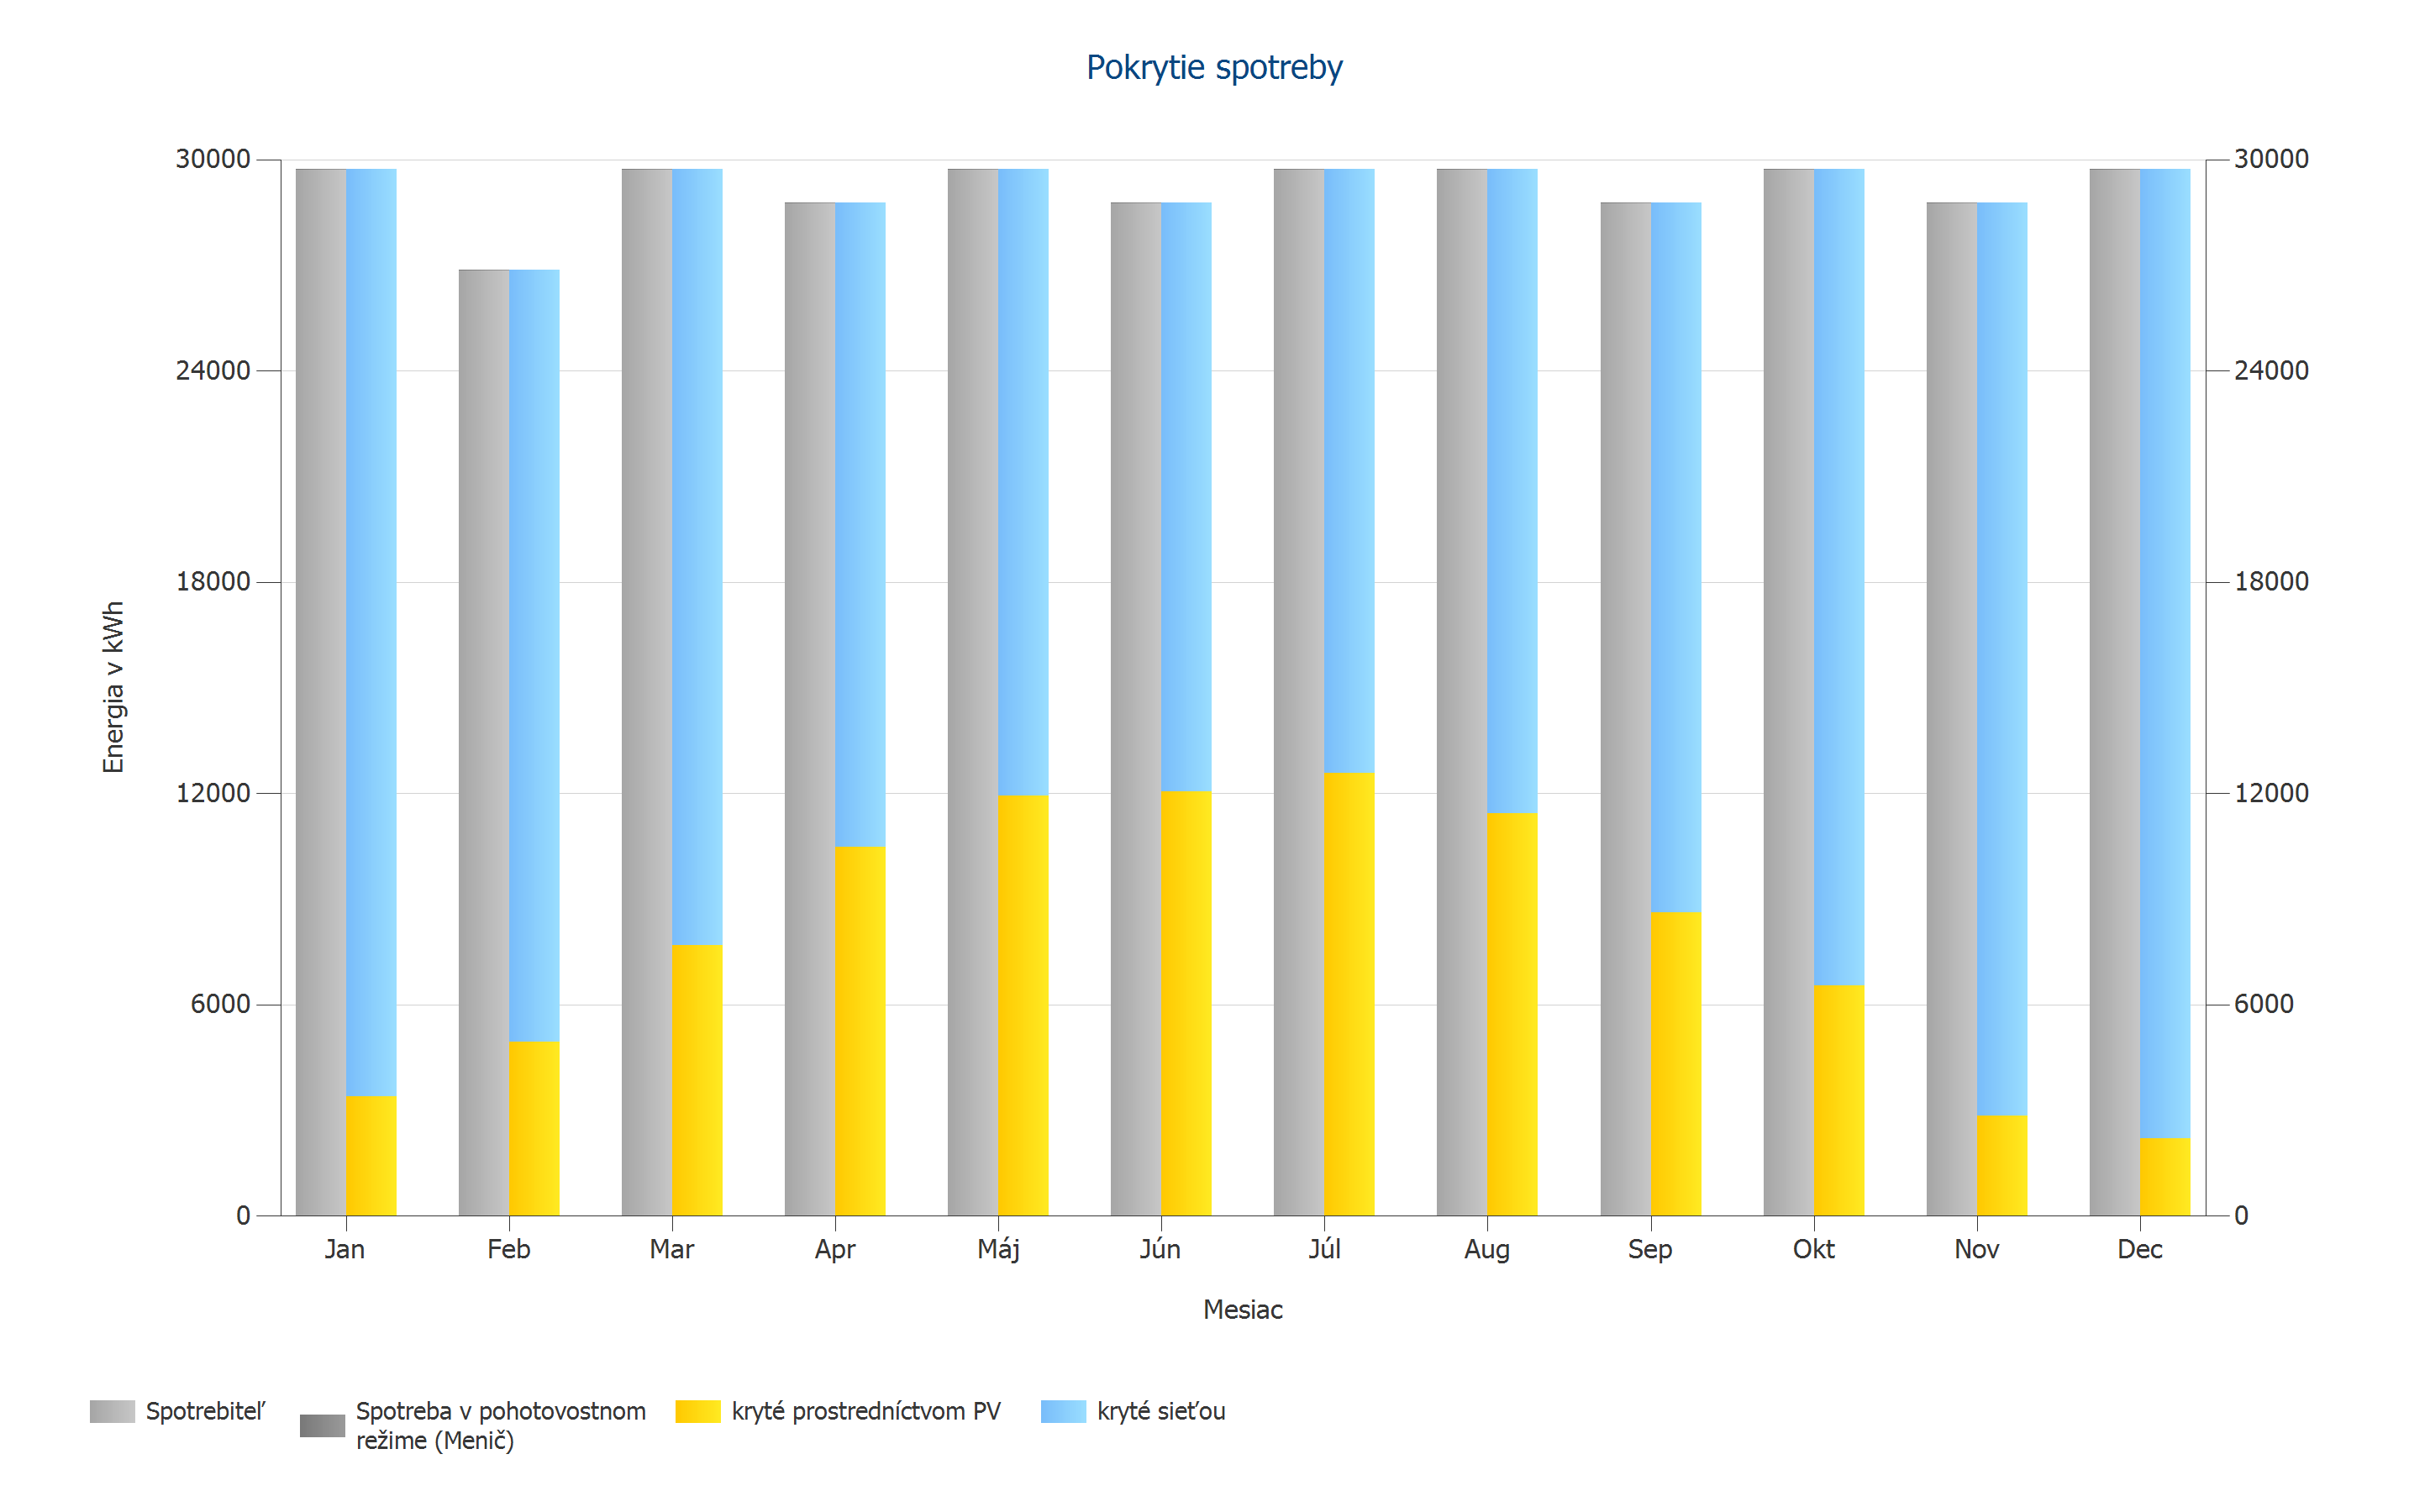 Pokrytie spotreby
30000
30000
24000
24000
18000
18000
Energia v kWh
12000
12000
6000
6000
0
0
Jan Feb Mar Apr Máj Jún Júl Aug Sep Okt Nov Dec
Mesiac
Spotrebiteľ
Spotreba v pohotovostnom
režime (Menič)
kryté prostredníctvom PV
kryté sieťou